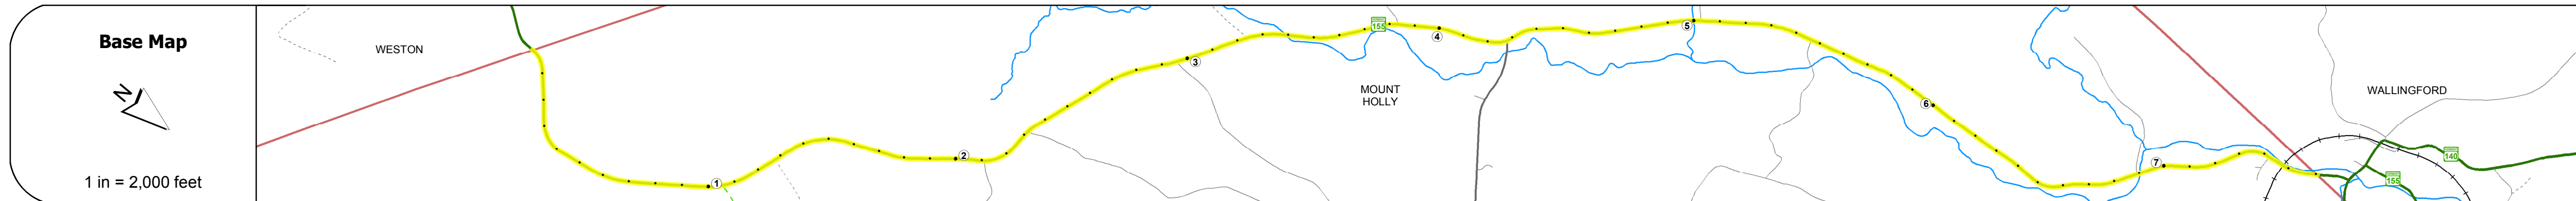 Base Map
N
1 in = 2,000 feet
WESTON
1
2
3
155
4
MOUNT
HOLLY
5
6
7
WALLINGFORD
140
155